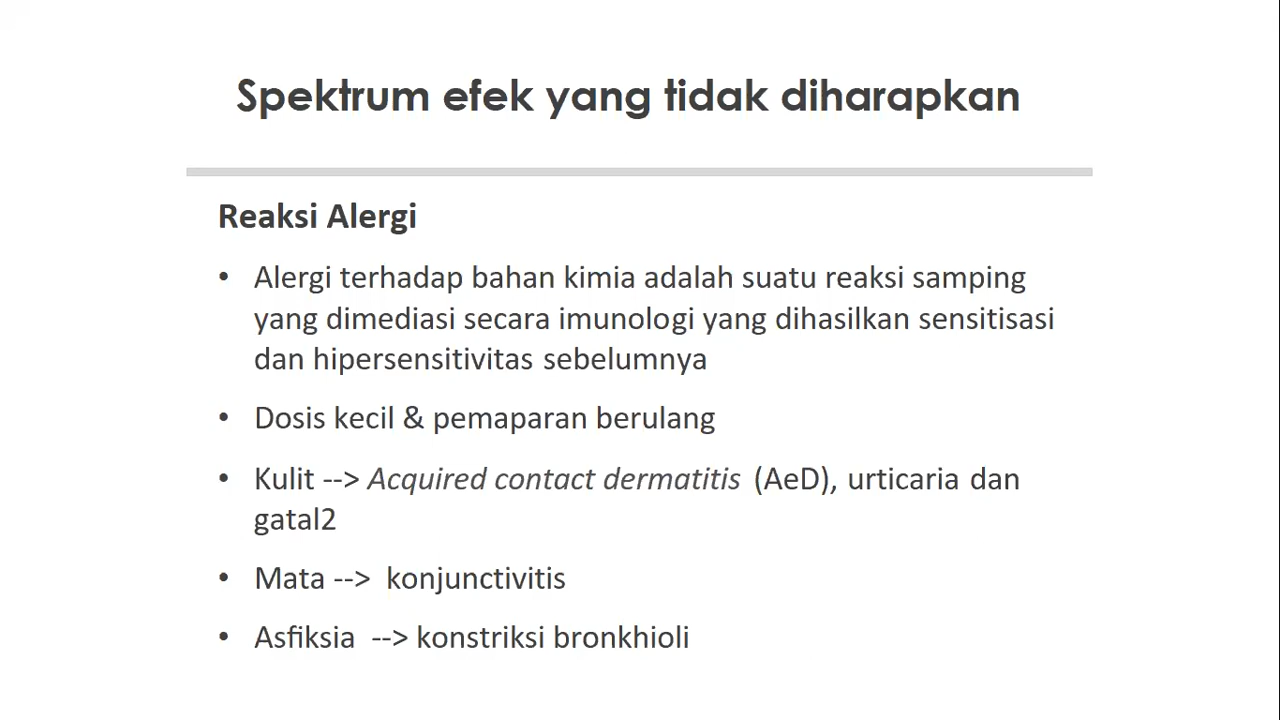 Spektrum efek yang tidak diharapkan
Reaksi Alergi
• Alergi terhadap bahan kimia adalah suatu reaksi samping
yang dimediasi secara imunologi yang dihasilkan sensitisasi
dan hipersensitivitas sebelumnya
• Dosis kecil & pemaparan berulang
• Kulit --> Acquired contact dermatitis (AeD), urticaria dan
gatal2
• Mata --> konjunctivitis
• Asfiksia --> konstriksi bronkhioli